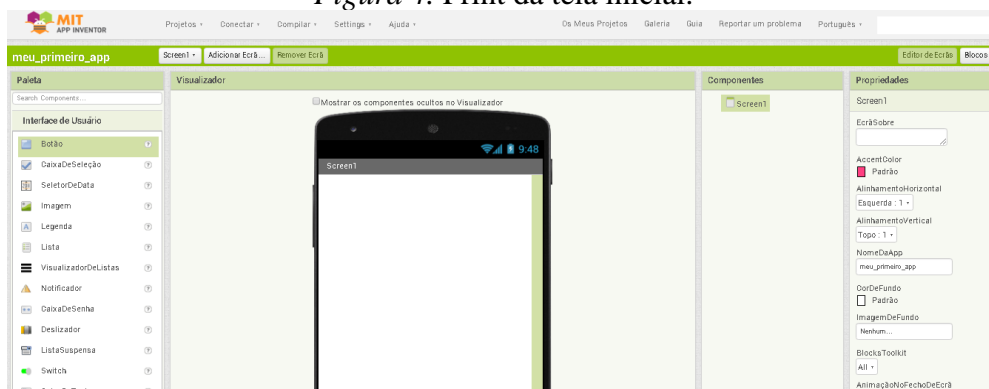 Figura 4. Print da tela inicial.
MIT
APP INVENTOR
Projetos Conectar Compilar Settings Ajuda Os Meus Projetos Galeria Guia Reportar um problema Português
meu_primeiro_app Screen1 Adicionar Ecrã... Remover Ecrã Editor de Ecrãs Blocos
Paleta
Search Components...
Interface de Usuário
Botão ?
CaixaDeSeleção ?
SeletorDeData ?
Imagem ?
A Legenda ?
Lista ?
VisualizadorDeListas ?
Notificador ?
CaixaDeSenha ?
Deslizador ?
ListaSuspensa ?
Switch ?
Visualizador
Mostrar os componentes ocultos no Visualizador
9:48
Screen1
Componentes
Screen1
Propriedades
Screen1
EcrãSobre
AccentColor
Padrão
AlinhamentoHorizontal
Esquerda : 1
AlinhamentoVertical
Topo : 1
NomeDaApp
meu_primeiro_app
CorDeFundo
Padrão
ImagemDeFundo
Nenhum...
BlocksToolkit
All
AnimaçãoNoFechoDeEcrã